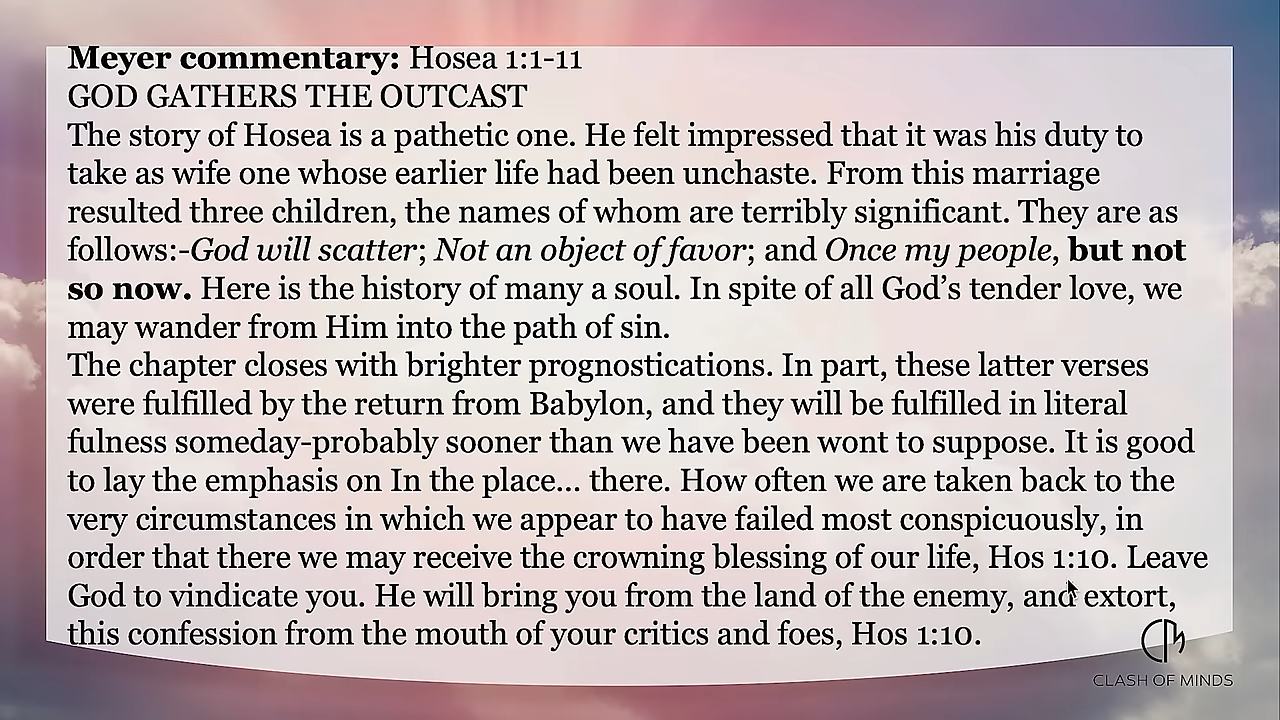 Meyer commentary: Hosea 1:1-11
GOD GATHERS THE OUTCAST
The story of Hosea is a pathetic one. He felt impressed that it was his duty to
take as wife one whose earlier life had been unchaste. From this marriage
resulted three children, the names of whom are terribly significant. They are as
follows:-God will scatter; Not an object of favor; and Once my people, but not
so now. Here is the history of many a soul. In spite of all God’s tender love, we
may wander from Him into the path of sin.
The chapter closes with brighter prognostications. In part, these latter verses
were fulfilled by the return from Babylon, and they will be fulfilled in literal
fulness someday-probably sooner than we have been wont to suppose. It is good
to lay the emphasis on In the place... there. How often we are taken back to the
very circumstances in which we appear to have failed most conspicuously, in
order that there we may receive the crowning blessing of our life, Hos 1:10. Leave
God to vindicate you. He will bring you from the land of the enemy, and extort,
this confession from the mouth of your critics and foes, Hos 1:10.
CLASH OF MINDS